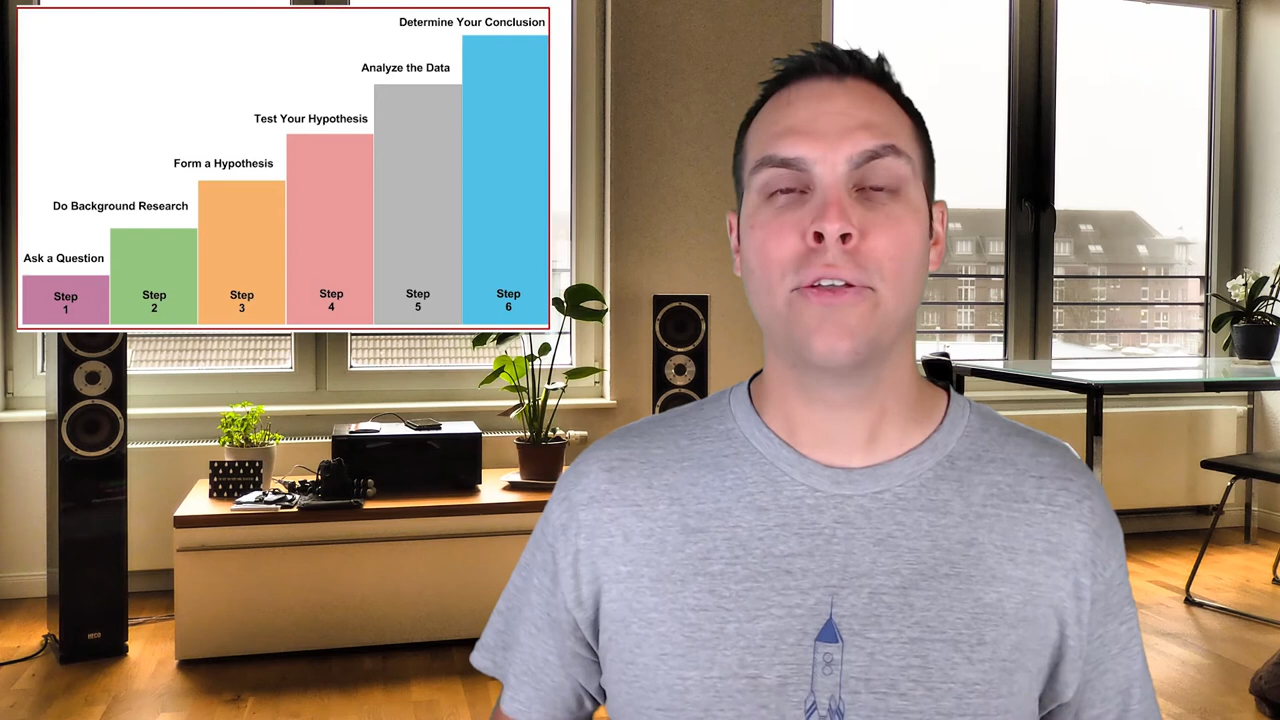 Determine Your Conclusion
Analyze the Data
Test Your Hypothesis
Form a Hypothesis
Do Background Research
Ask a Question
Step
1
Step
2
Step
3
Step
4
Step
5
Step
6
HECO